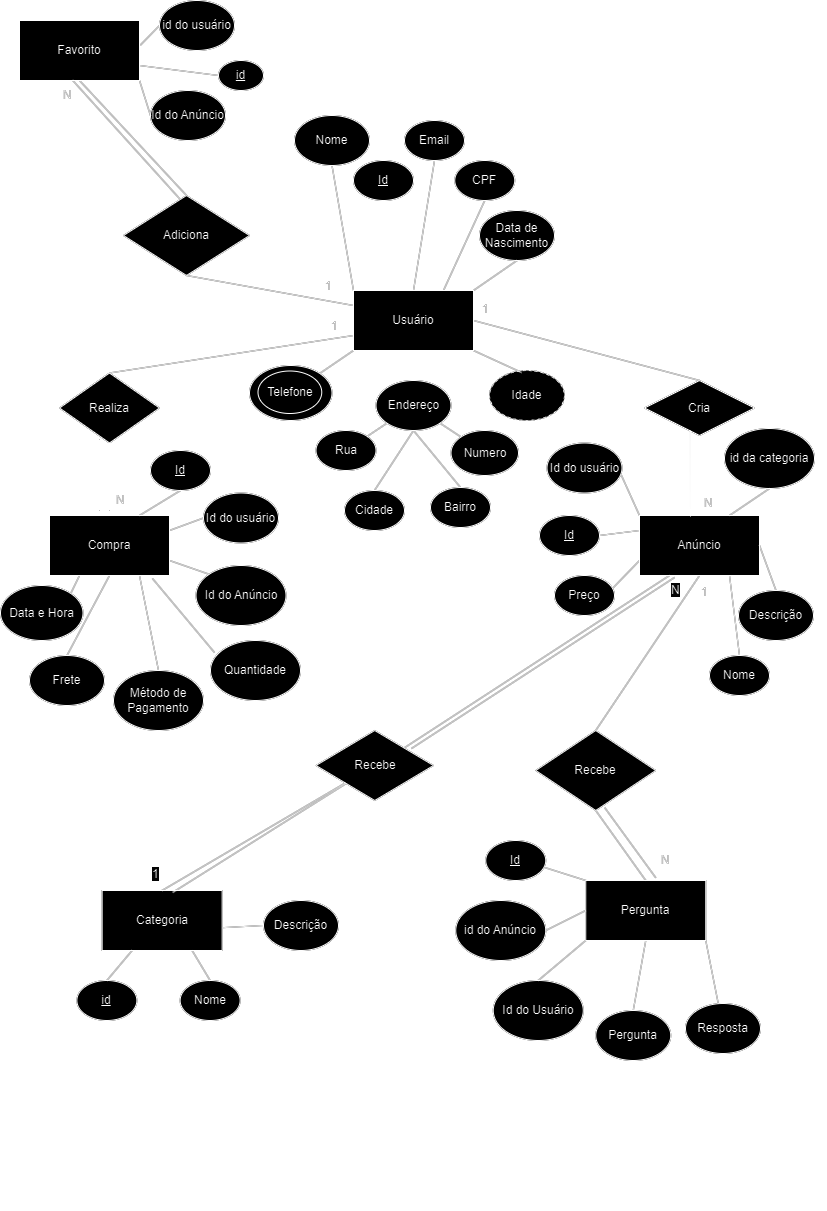 id do usuário
Favorito
id
N
Id do Anúncio
Nome
Email
Id
CPF
Data de
Nascimento
Adiciona
1
1
Usuário
1
Telefone
Endereço
Idade
Realiza
Cria
Rua
Numero
id da categoria
Id
Id do usuário
N
Cidade
Bairro
N
Id do usuário
Id
Compra
Anúncio
Id do Anúncio
Preço
N
1
Data e Hora
Descrição
Quantidade
Frete
Nome
Método de
Pagamento
Recebe
Recebe
1
Id
N
Categoria
Descrição
Pergunta
id do Anúncio
id
Nome
Id do Usuário
Pergunta
Resposta